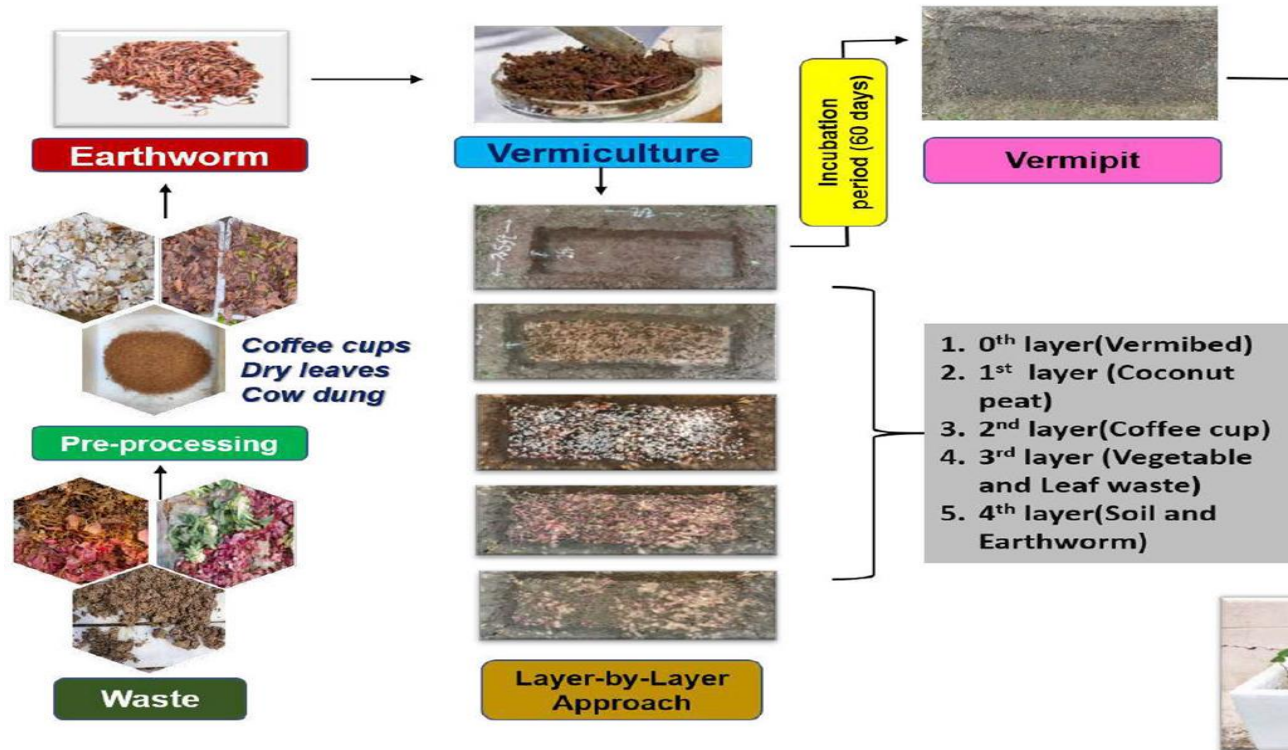 Earthworm
Vermiculture
Incubation
period (60 days)
Vermipit
Coffee cups
Dry leaves
Cow dung
Pre-processing
Waste
1. 0th layer(Vermibed)
2. 1st layer (Coconut
peat)
3. 2nd layer(Coffee cup)
4. 3rd layer (Vegetable
and Leaf waste)
5. 4th layer(Soil and
Earthworm)
Layer-by-Layer
Approach